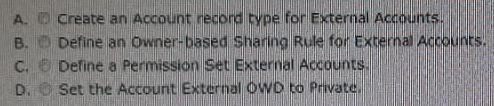 A. Create an Account record type for External Accounts.
B. Define an Owner-based Sharing Rule for External Accounts.
C. Define a Permission Set External Accounts.
D. Set the Account External OWD to Private.